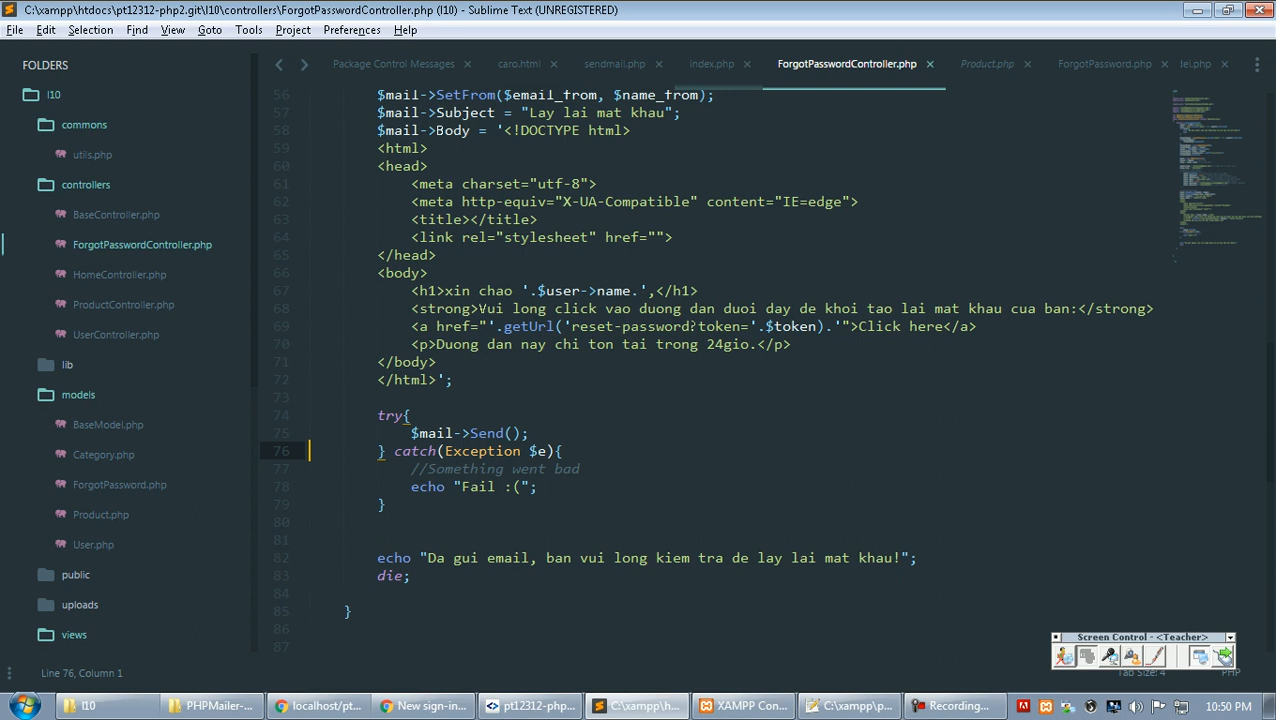 C:\xampp\htdocs\pt12312-php2.git\l10\controllers\ForgotPasswordController.php (l10) - Sublime Text (UNREGISTERED)
File Edit Selection Find View Goto Tools Project Preferences Help
FOLDERS
l10
commons
utils.php
controllers
BaseController.php
ForgotPasswordController.php
HomeController.php
ProductController.php
UserController.php
lib
models
BaseModel.php
Category.php
ForgotPassword.php
Product.php
User.php
public
uploads
views
Package Control Messages caro.html sendmail.php index.php ForgotPasswordController.php Product.php ForgotPassword.php lei.php
56 $mail->SetFrom($email_from, $name_from);
57 $mail->Subject = "Lay lai mat khau";
58 $mail->Body = '<!DOCTYPE html>
59 <html>
60 <head>
61 <meta charset="utf-8">
62 <meta http-equiv="X-UA-Compatible" content="IE=edge">
63 <title></title>
64 <link rel="stylesheet" href="">
65 </head>
66 <body>
67 <h1>xin chao '.$user->name.',</h1>
68 <strong>Vui long click vao duong dan duoi day de khoi tao lai mat khau cua ban:</strong>
69 <a href="'.getUrl('reset-password?token='.$token).'">Click here</a>
70 <p>Duong dan nay chi ton tai trong 24gio.</p>
71 </body>
72 </html>';
73
74 try{
75 $mail->Send();
76 } catch(Exception $e){
77 //Something went bad
78 echo "Fail :(";
79 }
80
81
82 echo "Da gui email, ban vui long kiem tra de lay lai mat khau!";
83 die;
84
85 }
86
87
Screen Control - <Teacher>
Line 76, Column 1
Tab Size: 4 PHP
l10 PHPMailer-... localhost/pt... New sign-in... pt12312-php... C:\xampp\h... XAMPP Con... C:\xampp\p... Recording... 10:50 PM